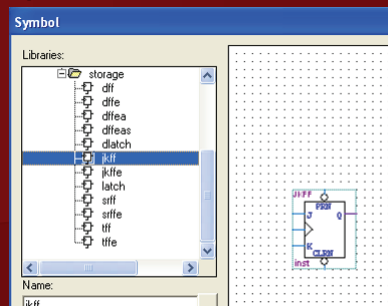 Symbol
Libraries:
storage
dff
dffe
dffea
dffeas
dlatch
jkff
jkffe
latch
srff
srffe
tff
tffe
Name:
jkff
JKFF
PRN
J
Q
K
CLRN
inst